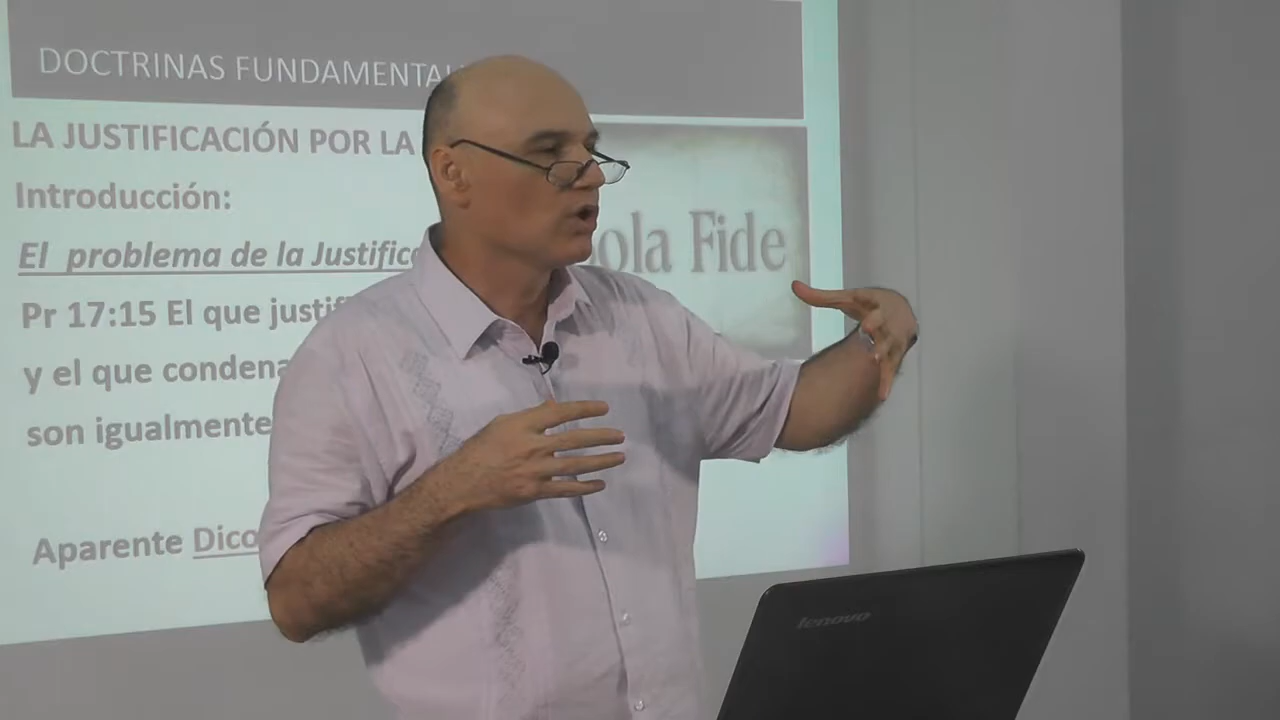 DOCTRINAS FUNDAMENTAL
LA JUSTIFICACIÓN POR LA
Introducción:
El problema de la Justific
ola Fide
Pr 17:15 El que justif
y el que condena
son igualmente
Aparente Dico
lenovo